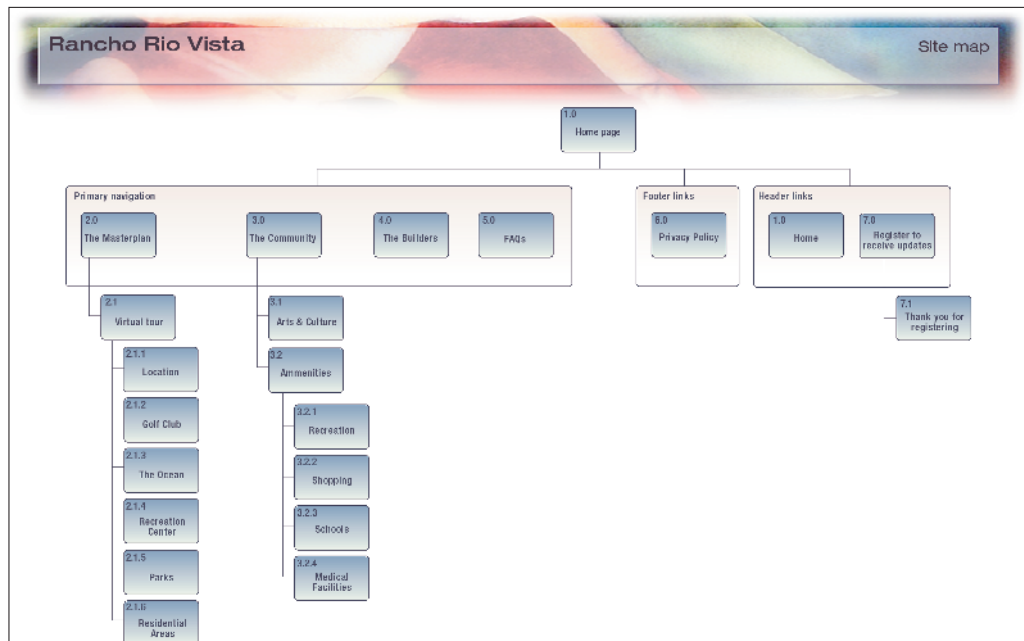 Rancho Rio Vista
Site map
1.0
Home page
Primary navigation
2.0
The Masterplan
3.0
The Community
4.0
The Builders
5.0
FAQs
Footer links
6.0
Privacy Policy
Header links
1.0
Home
7.0
Register to
receive updates
2.1
Virtual tour
2.1.1
Location
2.1.2
Golf Club
2.1.3
The Ocean
2.1.4
Recreation
Center
2.1.5
Parks
2.1.6
Residential
Areas
3.1
Arts & Culture
3.2
Ammenities
3.2.1
Recreation
3.2.2
Shopping
3.2.3
Schools
3.2.4
Medical
Facilities
7.1
Thank you for
registering